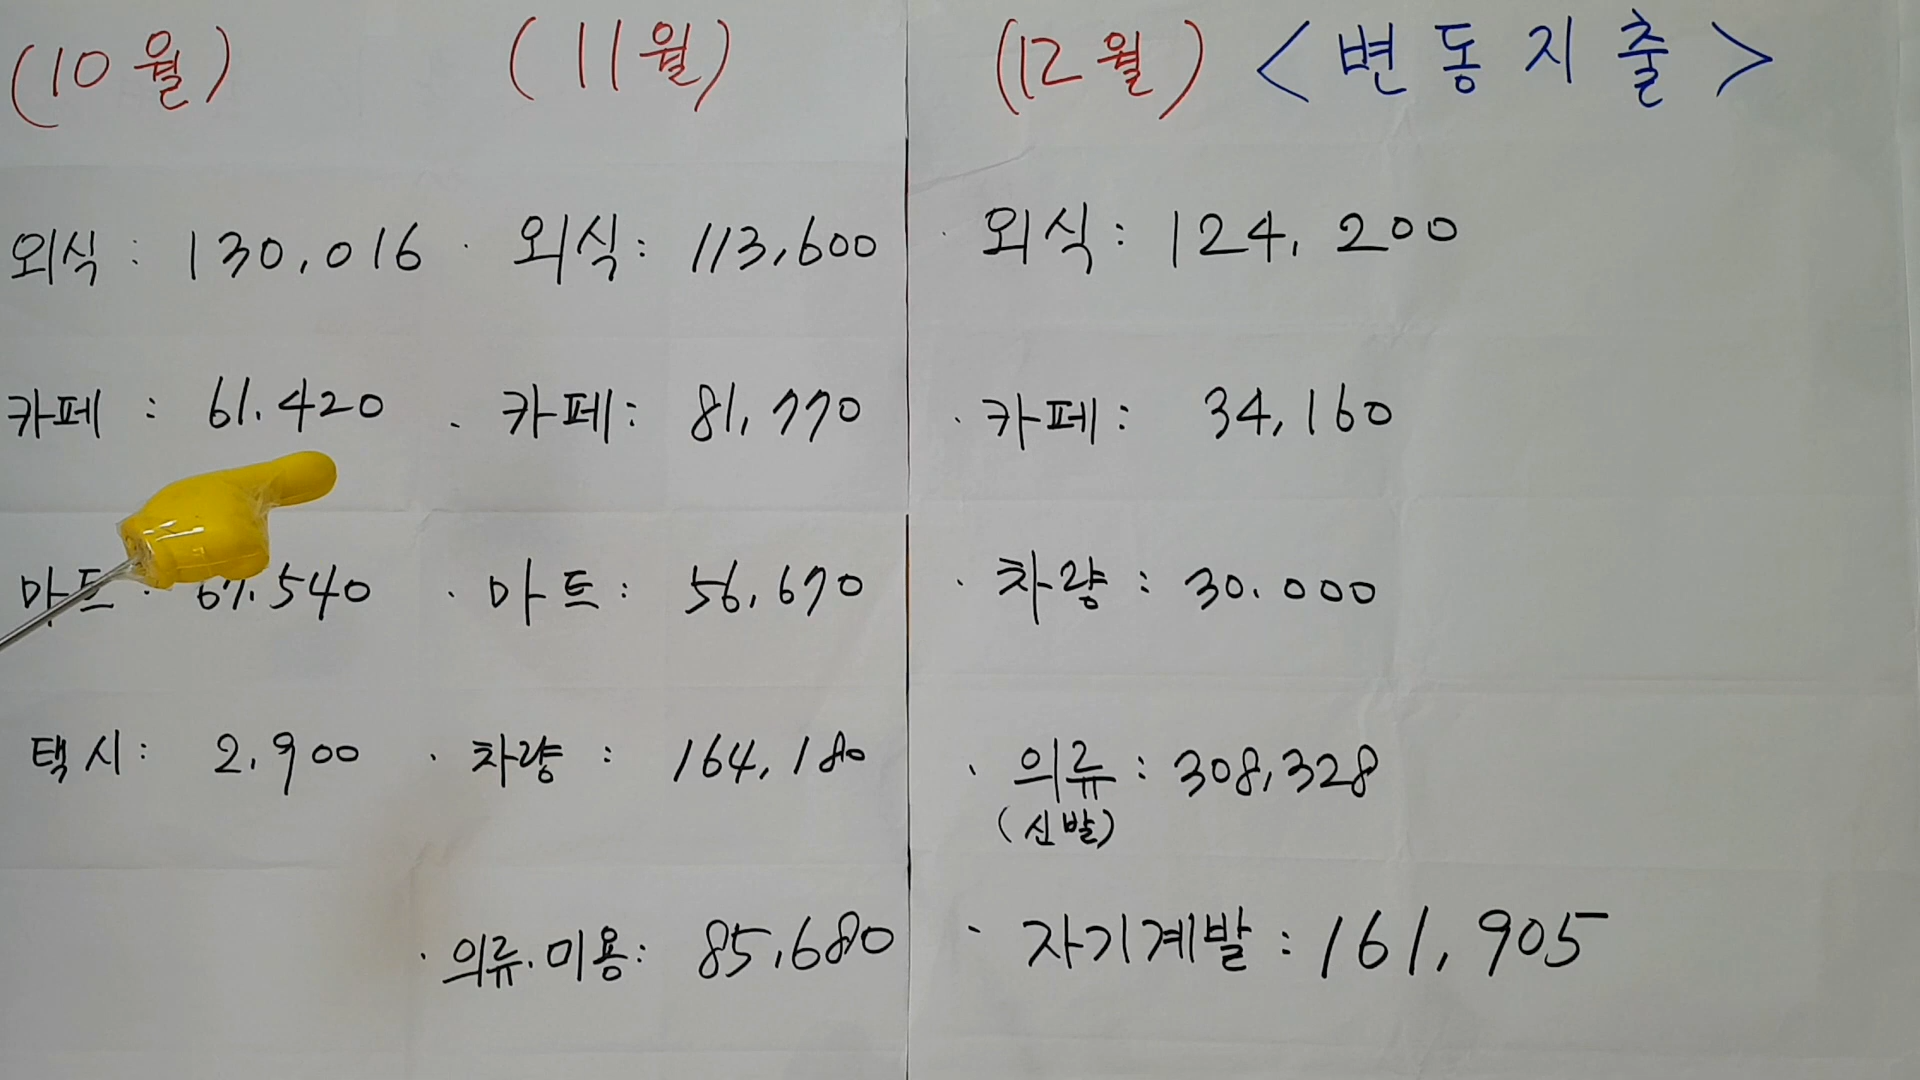 (10월) (11월) (12월) <변동지출>
외식 : 130,016 · 외식 : 113,600 · 외식 : 124,200
카페 : 61.420 · 카페 : 81,770 · 카페 : 34,160
마트 : 67.540 · 마트 : 56,670 · 차량 : 30.000
택시 : 2,900 · 차량 : 164,180 · 의류 : 308,328
(신발)
· 의류.미용 : 85,680 · 자기계발 : 161,905